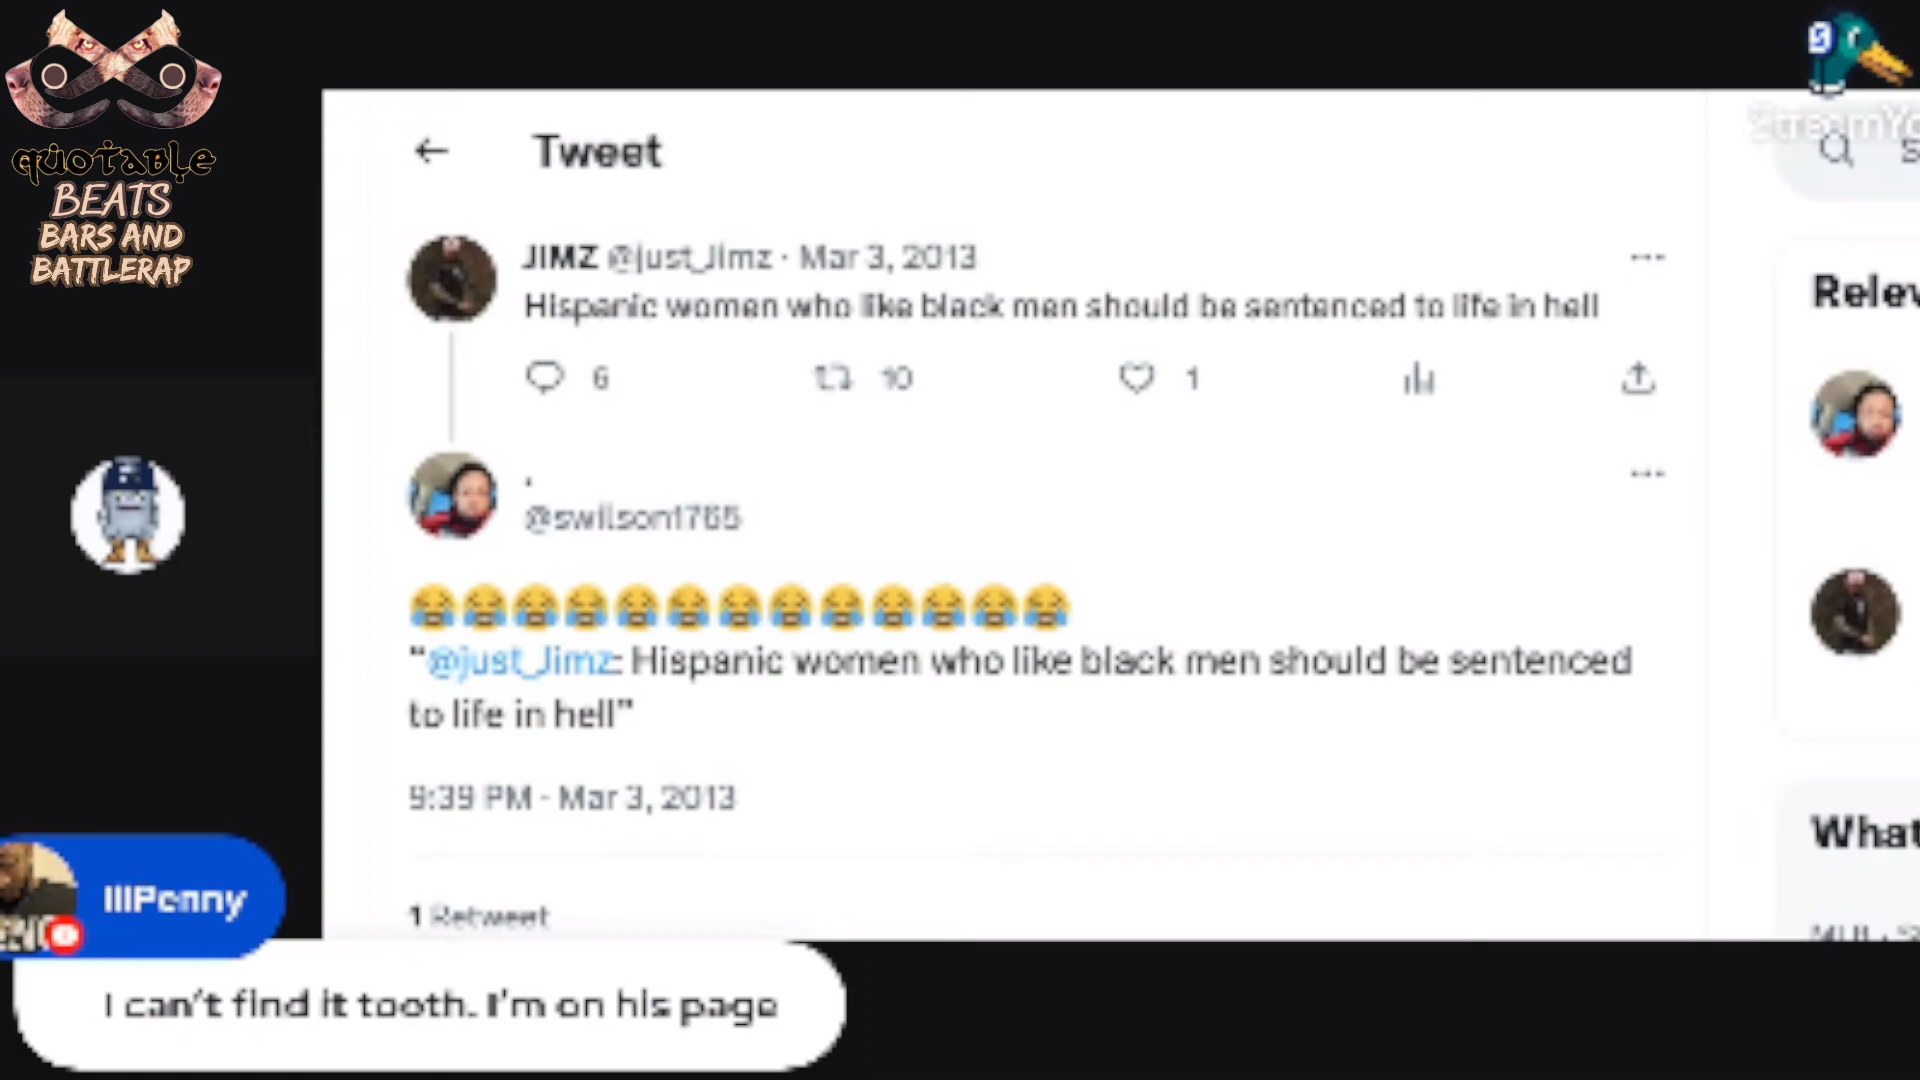 quotable
BEATS
BARS AND
BATTLERAP
Tweet
JIMZ @just_Jimz · Mar 3, 2013
Hispanic women who like black men should be sentenced to life in hell
6 10 1
.
@swilson1765
😂😂😂😂😂😂😂😂😂😂😂😂😂
"@just_Jimz: Hispanic women who like black men should be sentenced
to life in hell"
9:39 PM · Mar 3, 2013
1 Retweet
StreamYa
S
Relev
What
lllPenny
I can't find it tooth. I'm on his page